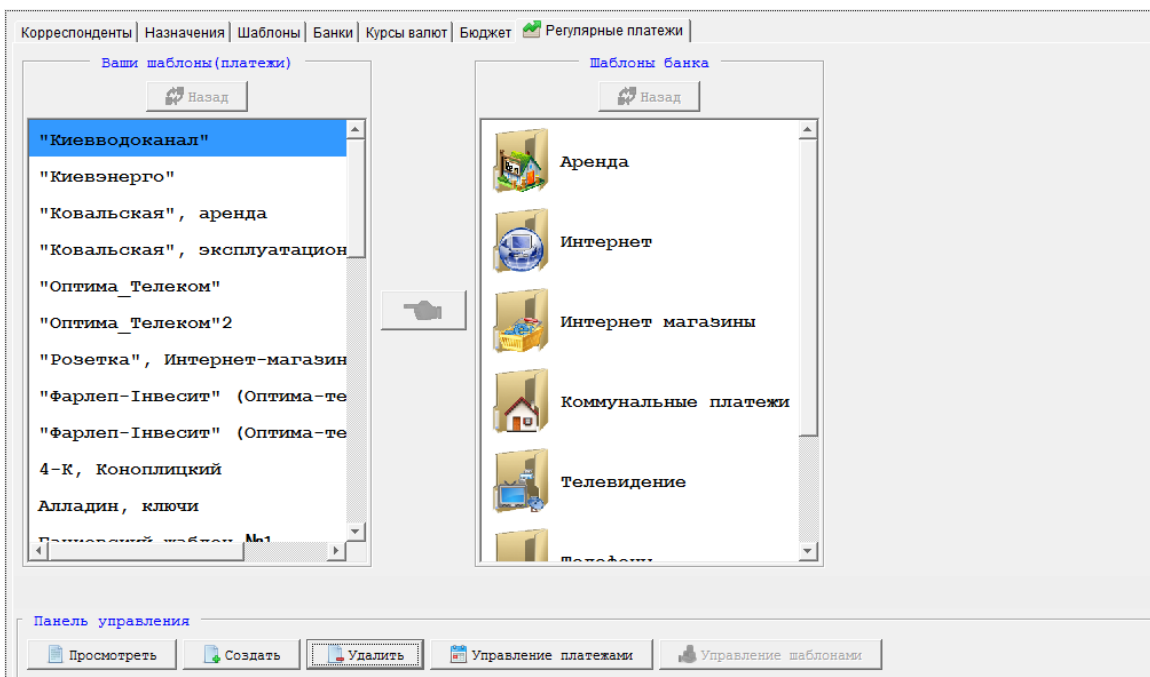 Корреспонденты Назначения Шаблоны Банки Курсы валют Бюджет Регулярные платежи
Ваши шаблоны(платежи)
Назад
"Киевводоканал"
"Киевэнерго"
"Ковальская", аренда
"Ковальская", эксплуатацион
"Оптима_Телеком"
"Оптима_Телеком"2
"Розетка", Интернет-магазин
"Фарлеп-Інвесит" (Оптима-те
"Фарлеп-Інвесит" (Оптима-те
4-К, Коноплицкий
Алладин, ключи
шаблон №1
Шаблоны банка
Назад
Аренда
Интернет
Интернет магазины
Коммунальные платежи
Телевидение
Панель управления
Просмотреть Создать Удалить Управление платежами Управление шаблонами